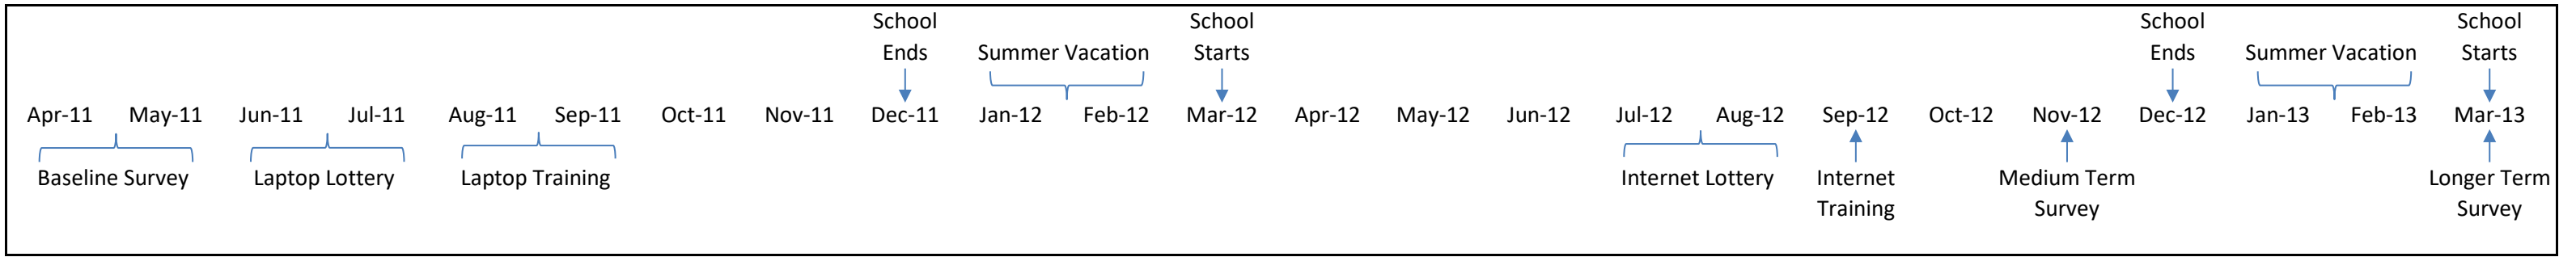 School School School School
Ends Summer Vacation Starts Ends Summer Vacation Starts
Apr-11 May-11 Jun-11 Jul-11 Aug-11 Sep-11 Oct-11 Nov-11 Dec-11 Jan-12 Feb-12 Mar-12 Apr-12 May-12 Jun-12 Jul-12 Aug-12 Sep-12 Oct-12 Nov-12 Dec-12 Jan-13 Feb-13 Mar-13
Baseline Survey Laptop Lottery Laptop Training Internet Lottery Internet Medium Term Longer Term
Training Survey Survey